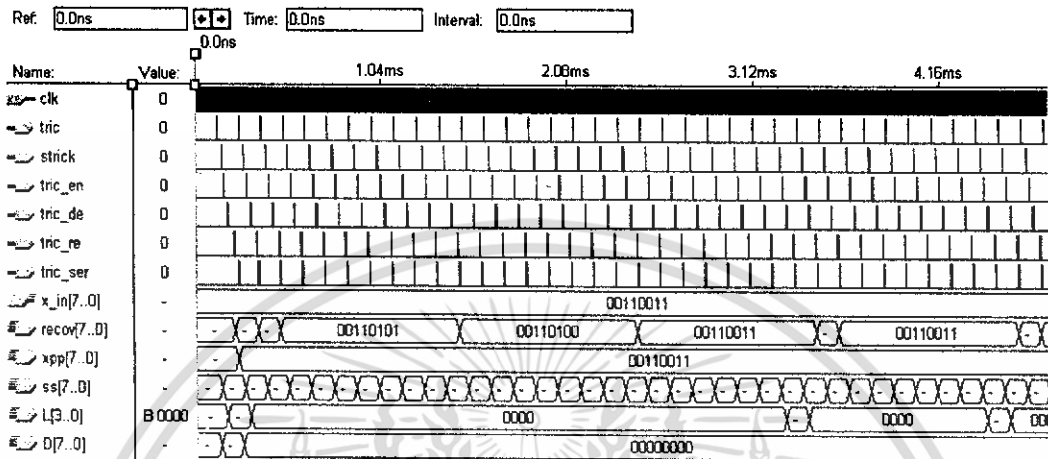 Ref: 0.0ns Time: 0.0ns Interval: 0.0ns
0.0ns
Name: Value: 1.04ms 2.08ms 3.12ms 4.16ms
clk 0
tric 0
strick 0
tric_en 0
tric_de 0
tric_re 0
tric_ser 0
x_in[7..0] - 00110011
recov[7..0] - - - - 00110101 00110100 00110011 - 00110011 -
xpp[7..0] - - 00110011
ss[7..0] - - - - - - - - - - - - - - - - - - - - - - - - - - - - - - - - - - - - - - -
L[3..0] B 0000 - - 0000 - 0000 - 000
D[7..0] - - - 00000000